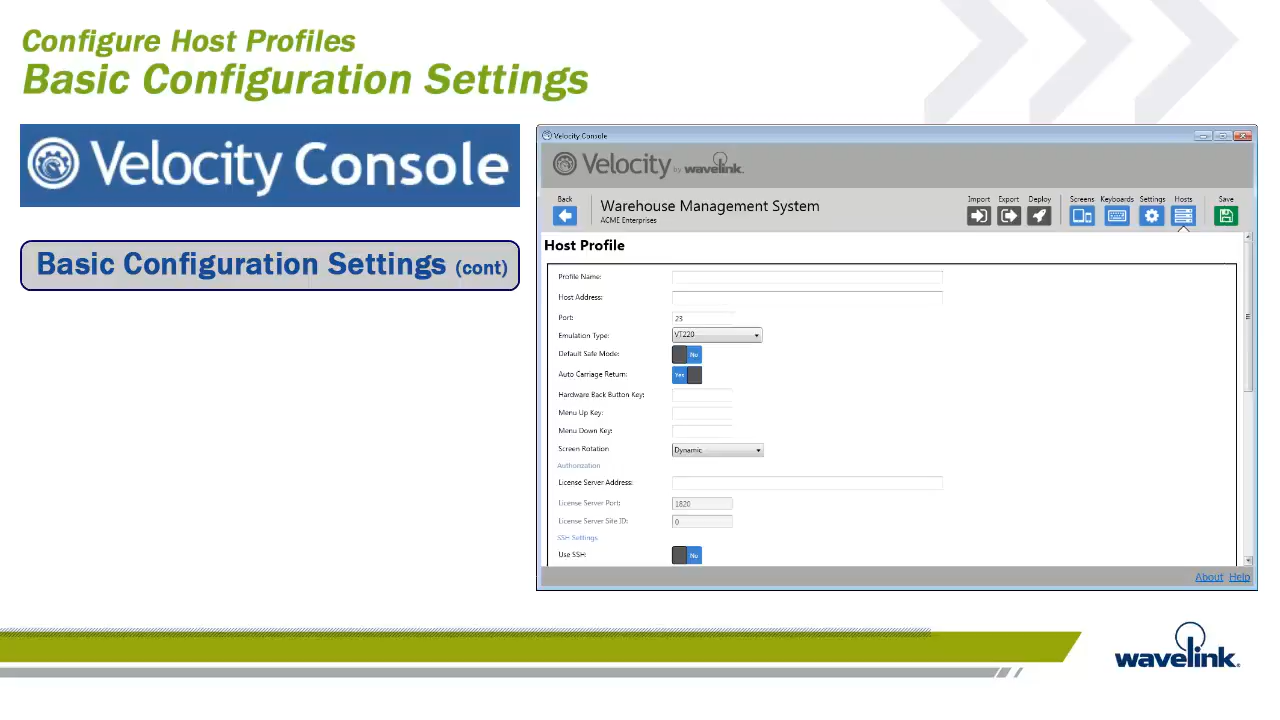 Configure Host Profiles
Basic Configuration Settings
Velocity Console
Basic Configuration Settings (cont)
Velocity Console
Velocity by wavelink.
Back
Warehouse Management System
ACME Enterprises
Import Export Deploy Screens Keyboards Settings Hosts Save
Host Profile
Profile Name:
Host Address:
Port: 23
Emulation Type: VT220
Default Safe Mode: No
Auto Carriage Return: Yes
Hardware Back Button Key:
Menu Up Key:
Menu Down Key:
Screen Rotation Dynamic
Authorization
License Server Address:
License Server Port: 1820
License Server Site ID: 0
SSH Settings
Use SSH: No
About Help
wavelink.